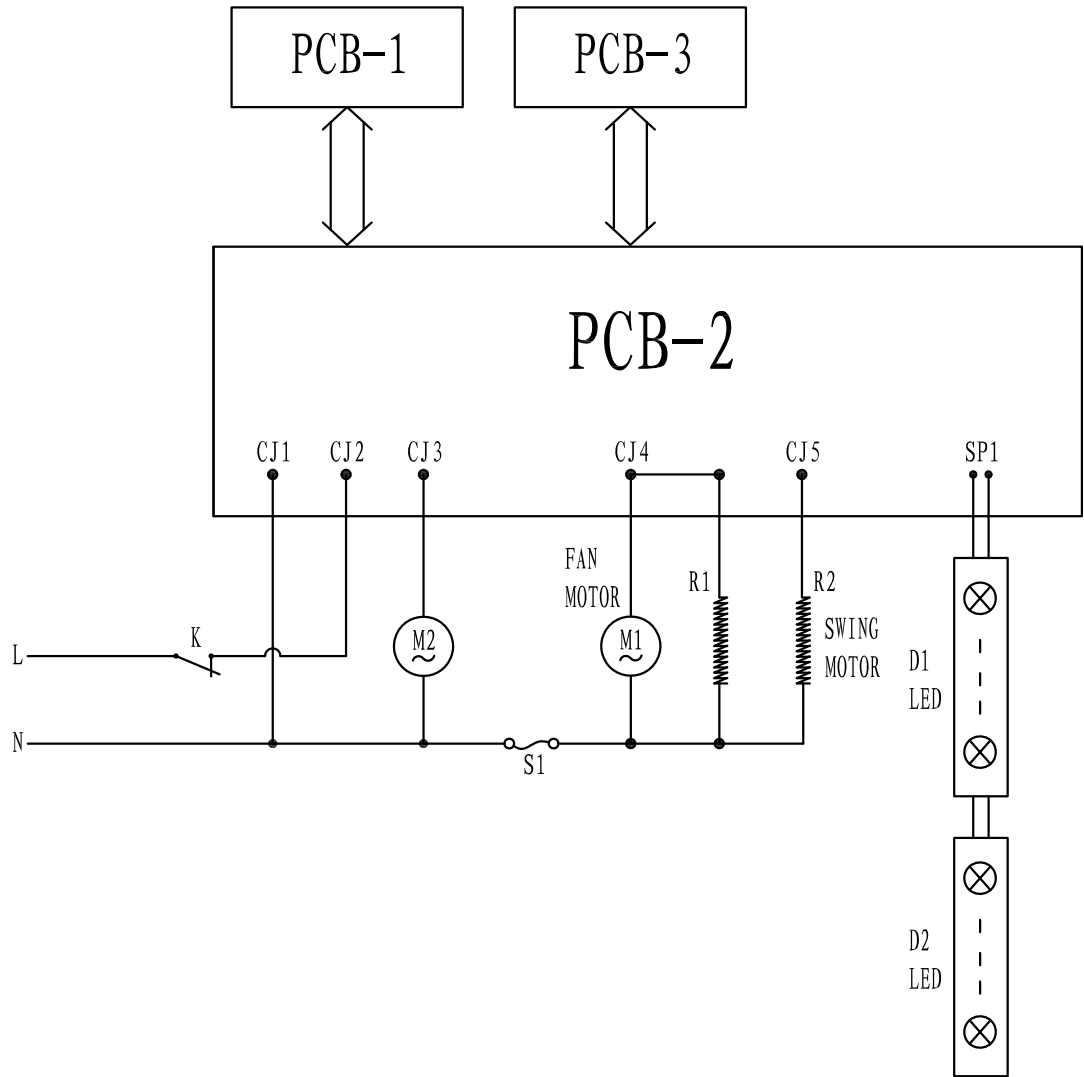 PCB-1
PCB-3
PCB-2
CJ1
CJ2
CJ3
CJ4
CJ5
SP1
FAN
MOTOR
R1
R2
SWING
MOTOR
K
L
M2
M1
D1
LED
N
S1
D2
LED